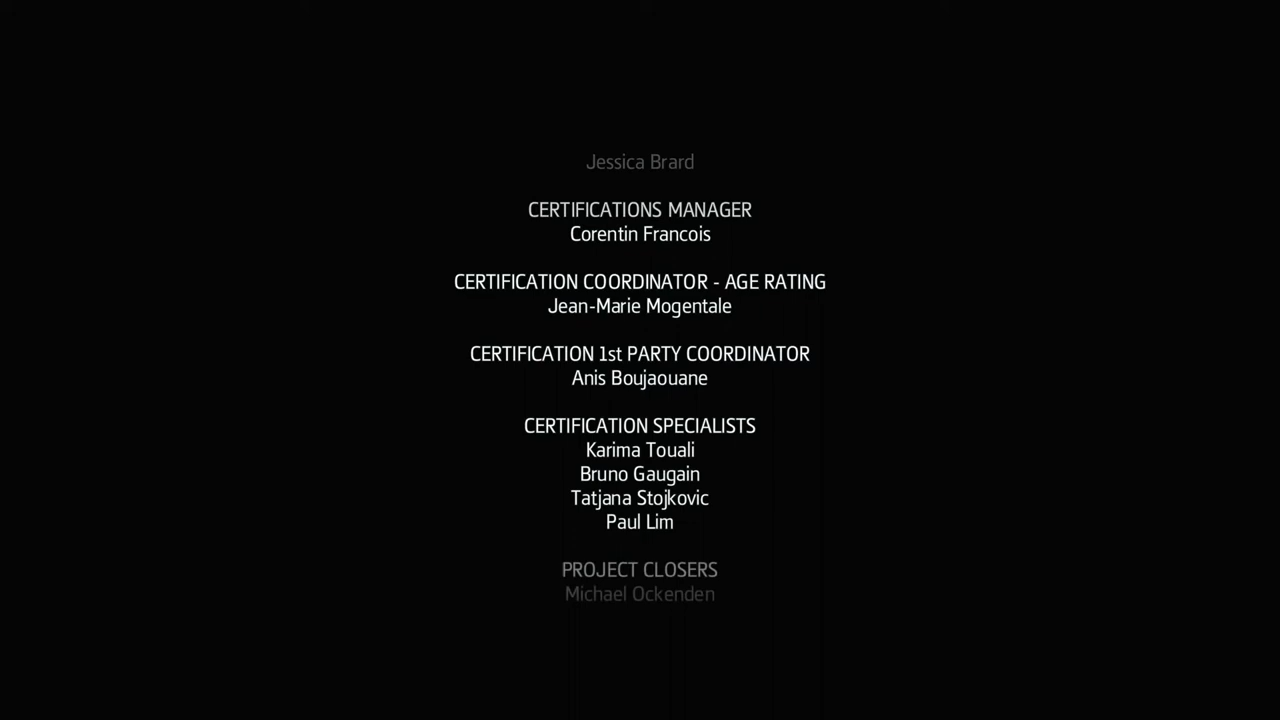 Jessica Brard
CERTIFICATIONS MANAGER
Corentin Francois
CERTIFICATION COORDINATOR - AGE RATING
Jean-Marie Mogentale
CERTIFICATION 1st PARTY COORDINATOR
Anis Boujaouane
CERTIFICATION SPECIALISTS
Karima Touali
Bruno Gaugain
Tatjana Stojkovic
Paul Lim
PROJECT CLOSERS
Michael Ockenden